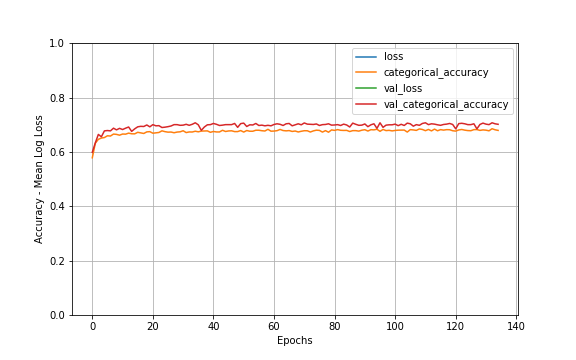 1.0
0.8
0.6
0.4
0.2
0.0
Accuracy - Mean Log Loss
loss
categorical_accuracy
val_loss
val_categorical_accuracy
0 20 40 60 80 100 120 140
Epochs